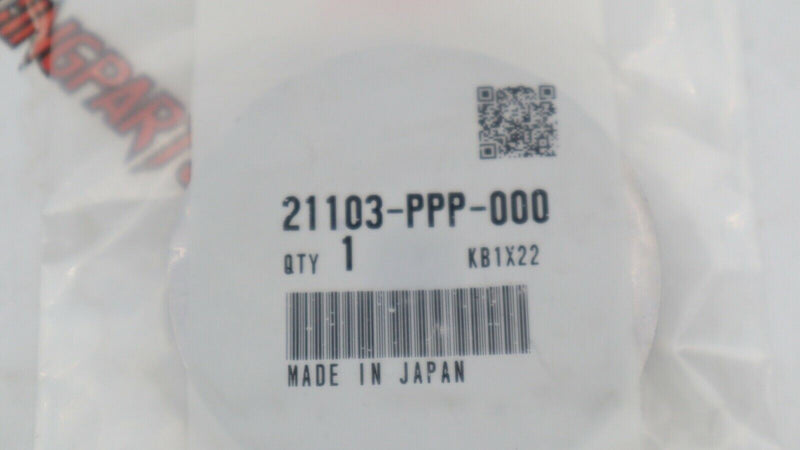 21103-PPP-000
QTY 1 KB1X22
MADE IN JAPAN